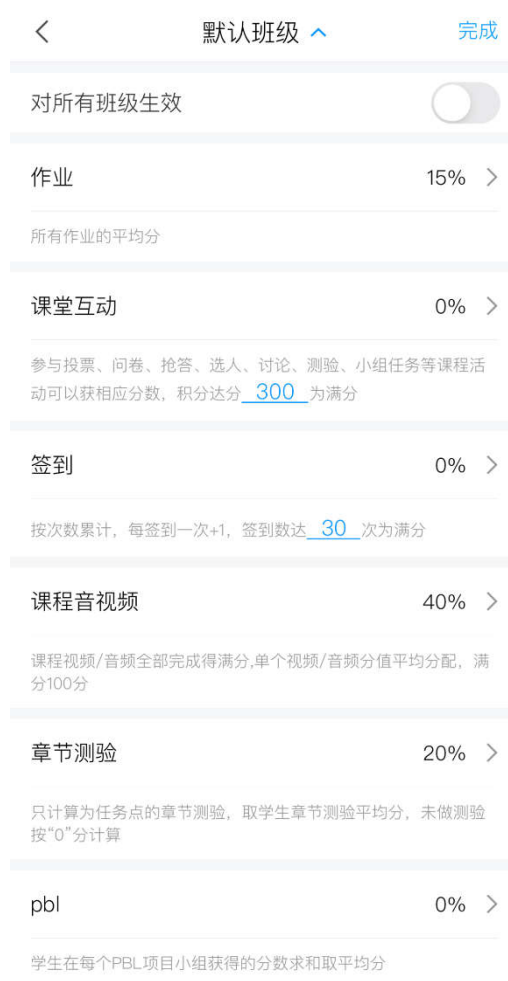 默认班级
完成
对所有班级生效
作业 15%
所有作业的平均分
课堂互动 0%
参与投票、问卷、抢答、选人、讨论、测验、小组任务等课程活
动可以获相应分数，积分达分 300 为满分
签到 0%
按次数累计，每签到一次+1，签到数达 30 次为满分
课程音视频 40%
课程视频/音频全部完成得满分,单个视频/音频分值平均分配，满
分100分
章节测验 20%
只计算为任务点的章节测验，取学生章节测验平均分，未做测验
按“0”分计算
pbl 0%
学生在每个PBL项目小组获得的分数求和取平均分